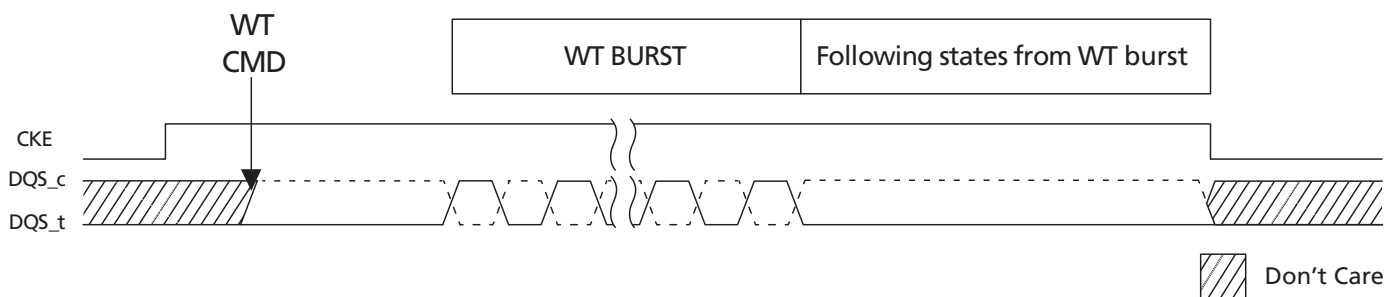 WT
CMD
WT BURST
Following states from WT burst
CKE
DQS_c
DQS_t
Don't Care